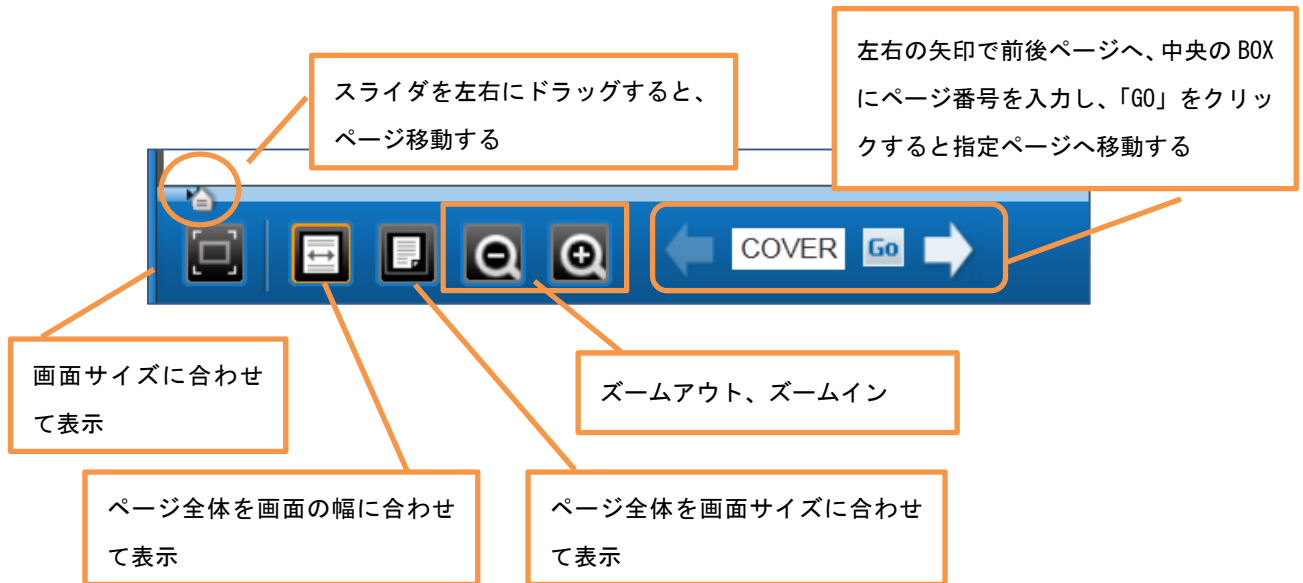 左右の矢印で前後ページへ、中央の BOX
にページ番号を入力し、「GO」をクリッ
クすると指定ページへ移動する
スライダを左右にドラッグすると、
ページ移動する
COVER
Go
画面サイズに合わせ
て表示
ズームアウト、ズームイン
ページ全体を画面の幅に合わせ
て表示
ページ全体を画面サイズに合わせ
て表示